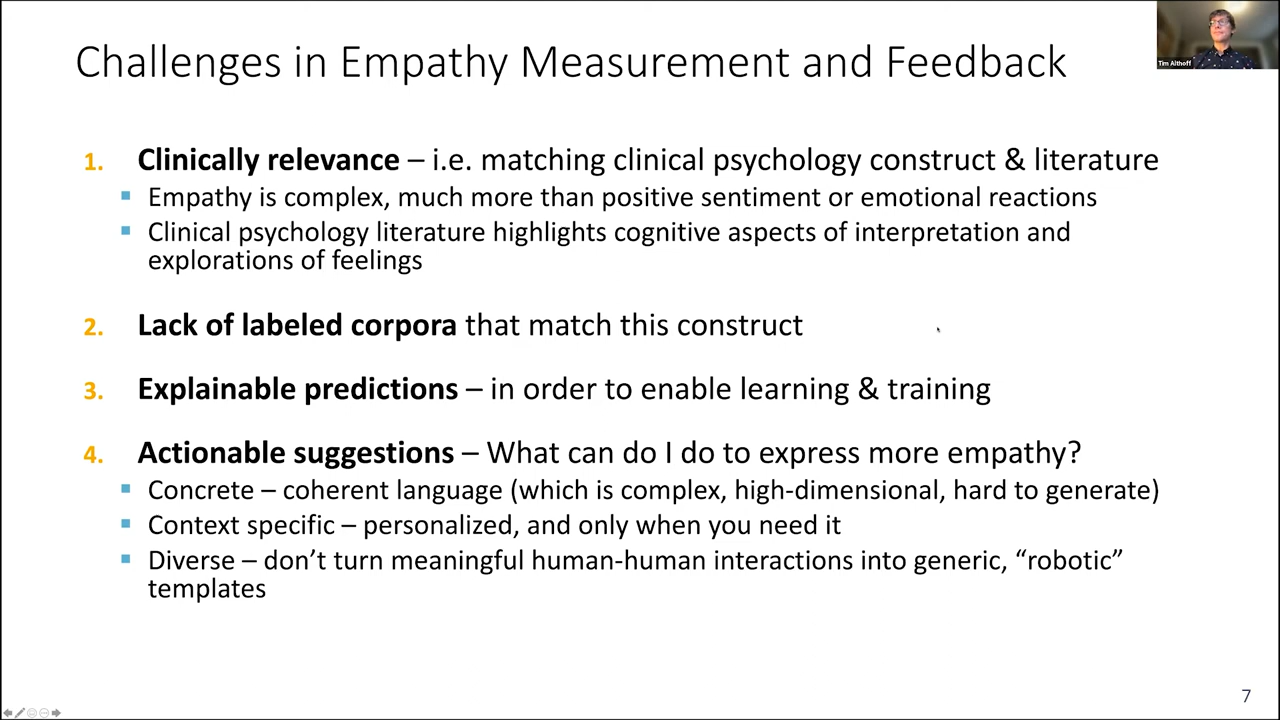 Challenges in Empathy Measurement and Feedback
Tim Althoff
1. Clinically relevance – i.e. matching clinical psychology construct & literature
Empathy is complex, much more than positive sentiment or emotional reactions
Clinical psychology literature highlights cognitive aspects of interpretation and
explorations of feelings
2. Lack of labeled corpora that match this construct
3. Explainable predictions – in order to enable learning & training
4. Actionable suggestions – What can do I do to express more empathy?
Concrete – coherent language (which is complex, high-dimensional, hard to generate)
Context specific – personalized, and only when you need it
Diverse – don’t turn meaningful human-human interactions into generic, “robotic”
templates
7